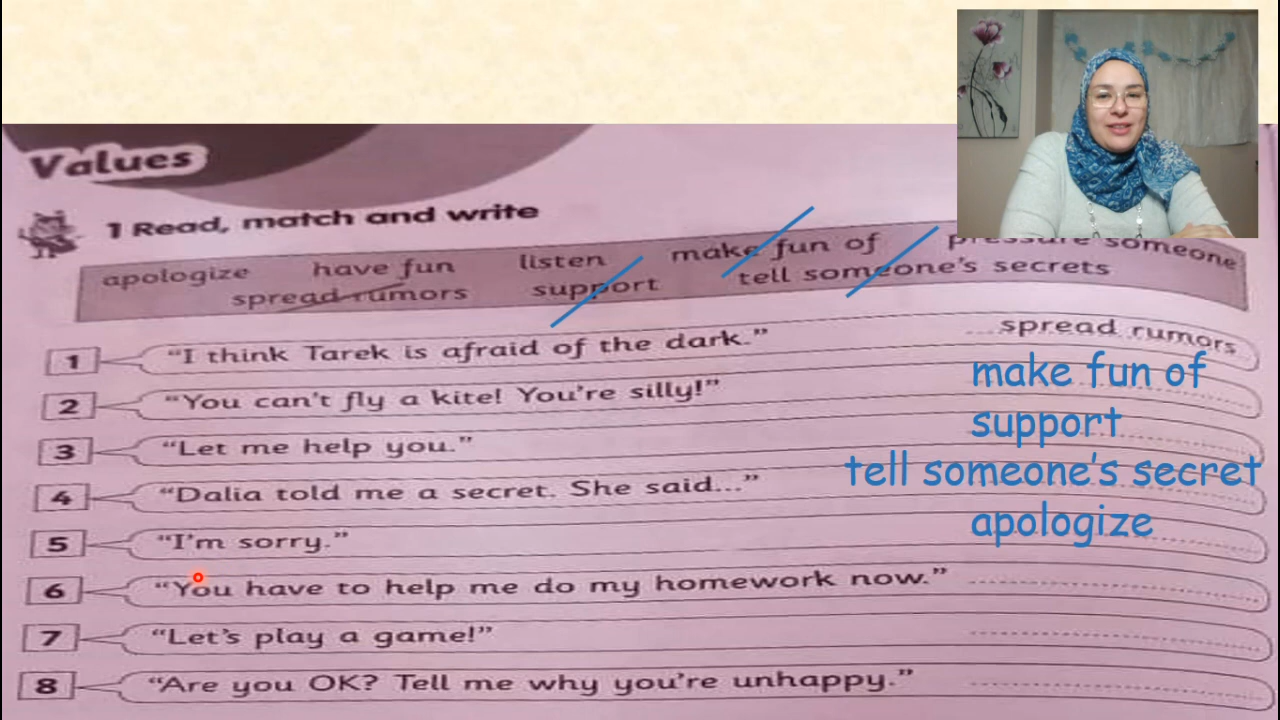 Values
1 Read, match and write
apologize have fun listen make fun of pressure someone
spread rumors support tell someone's secrets
1 "I think Tarek is afraid of the dark." spread rumors
2 "You can't fly a kite! You're silly!" make fun of
3 "Let me help you." support
4 "Dalia told me a secret. She said..." tell someone's secret
5 "I'm sorry." apologize
6 "You have to help me do my homework now."
7 "Let's play a game!"
8 "Are you OK? Tell me why you're unhappy."